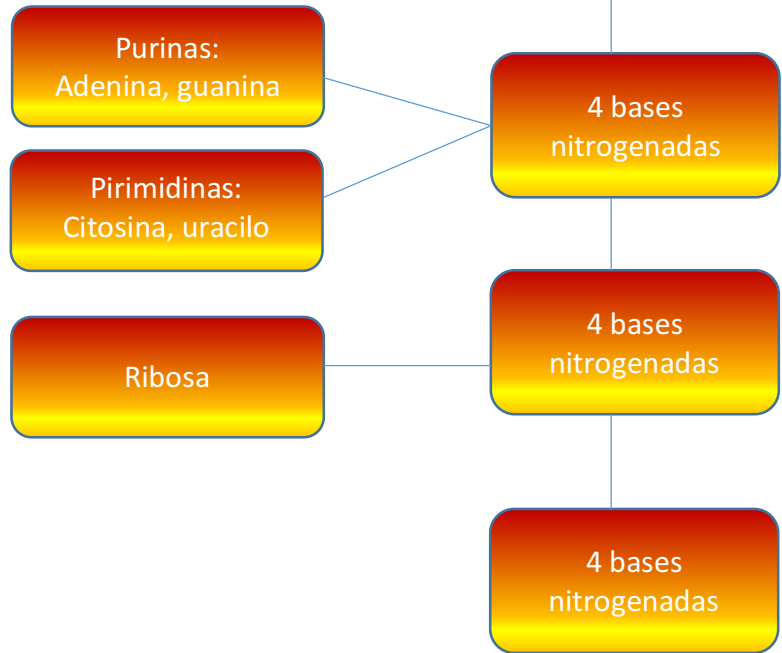 Purinas:
Adenina, guanina
4 bases
nitrogenadas
Pirimidinas:
Citosina, uracilo
4 bases
nitrogenadas
Ribosa
4 bases
nitrogenadas